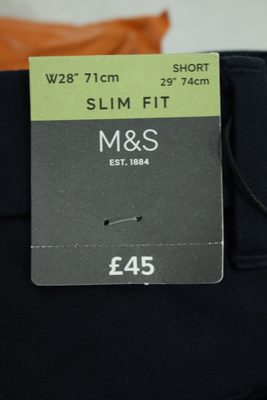 W28" 71cm
SHORT
29" 74cm
SLIM FIT
M&S
EST. 1884
£45